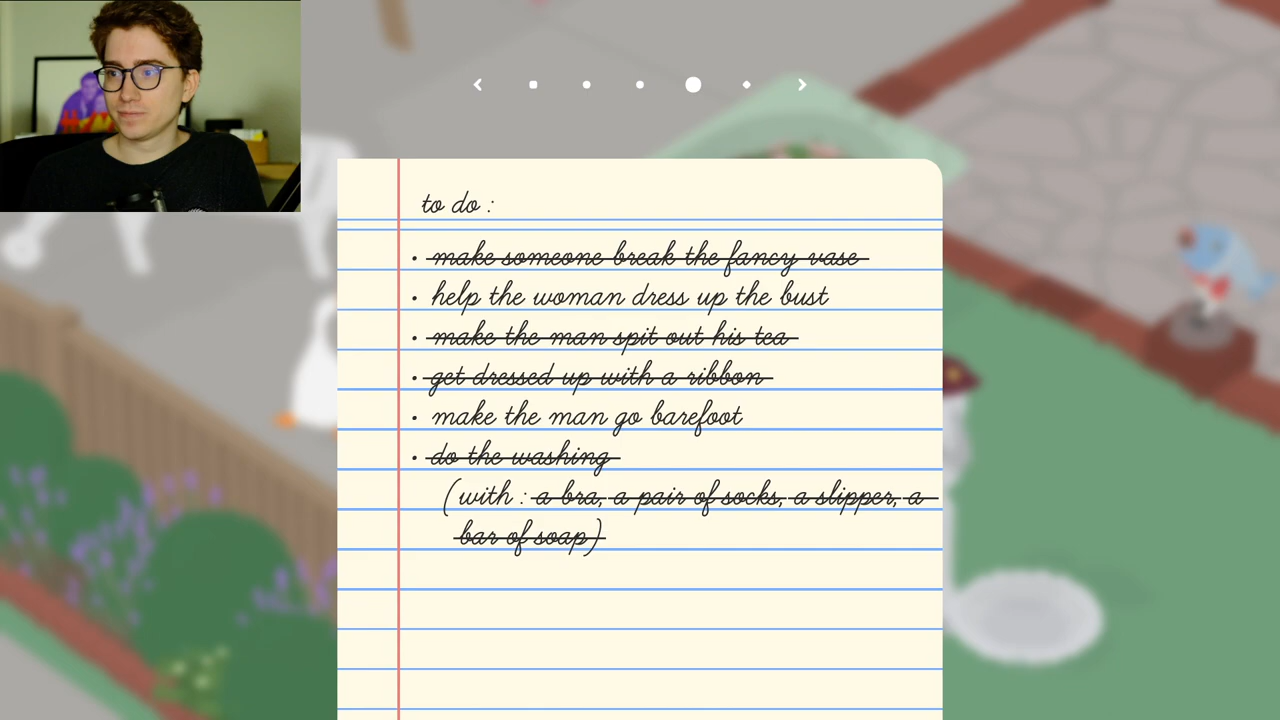 to do :
• make someone break the fancy vase
• help the woman dress up the bust
• make the man spit out his tea
• get dressed up with a ribbon
• make the man go barefoot
• do the washing
(with : a bra, a pair of socks, a slipper, a
bar of soap)